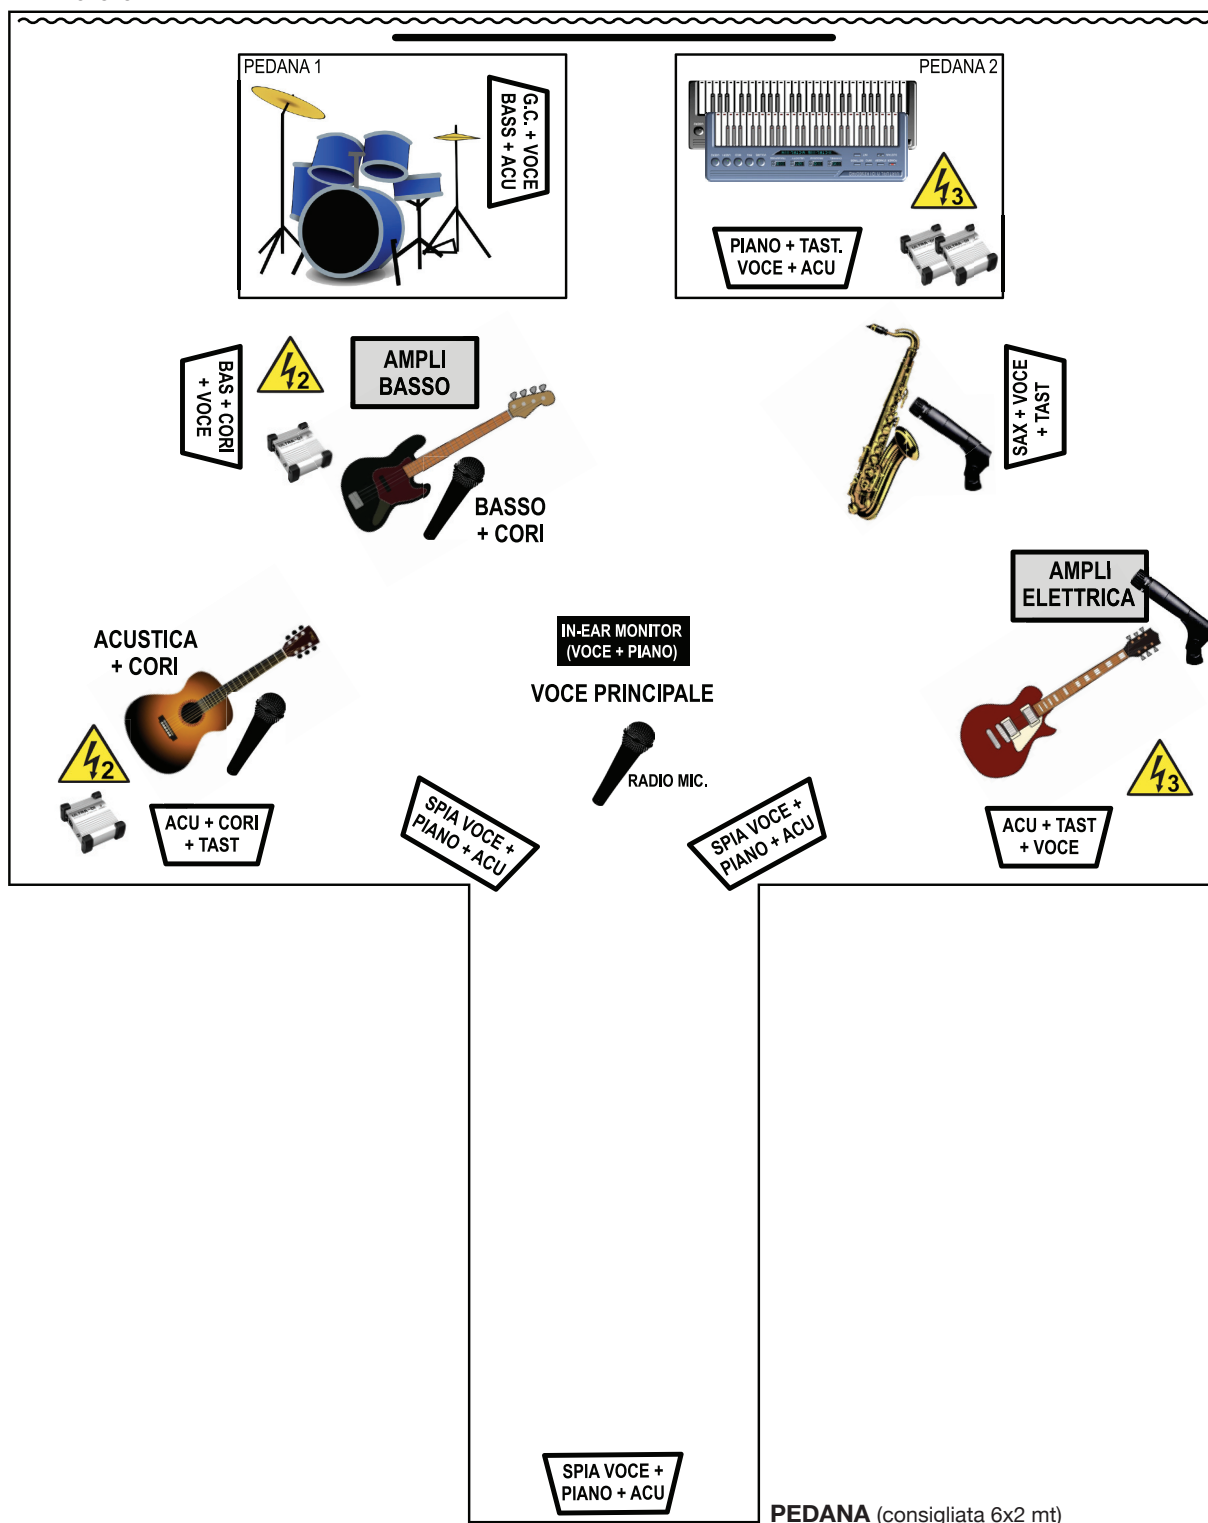 PEDANA 1
G.C. + VOCE
BASS + ACU
PEDANA 2
3
PIANO + TAST.
VOCE + ACU
BAS + CORI
+ VOCE
2
AMPLI
BASSO
BASSO
+ CORI
SAX + VOCE
+ TAST
AMPLI
ELETTRICA
ACUSTICA
+ CORI
IN-EAR MONITOR
(VOCE + PIANO)
VOCE PRINCIPALE
RADIO MIC.
2
3
ACU + CORI
+ TAST
SPIA VOCE +
PIANO + ACU
SPIA VOCE +
PIANO + ACU
ACU + TAST
+ VOCE
SPIA VOCE +
PIANO + ACU
PEDANA (consigliata 6x2 mt)